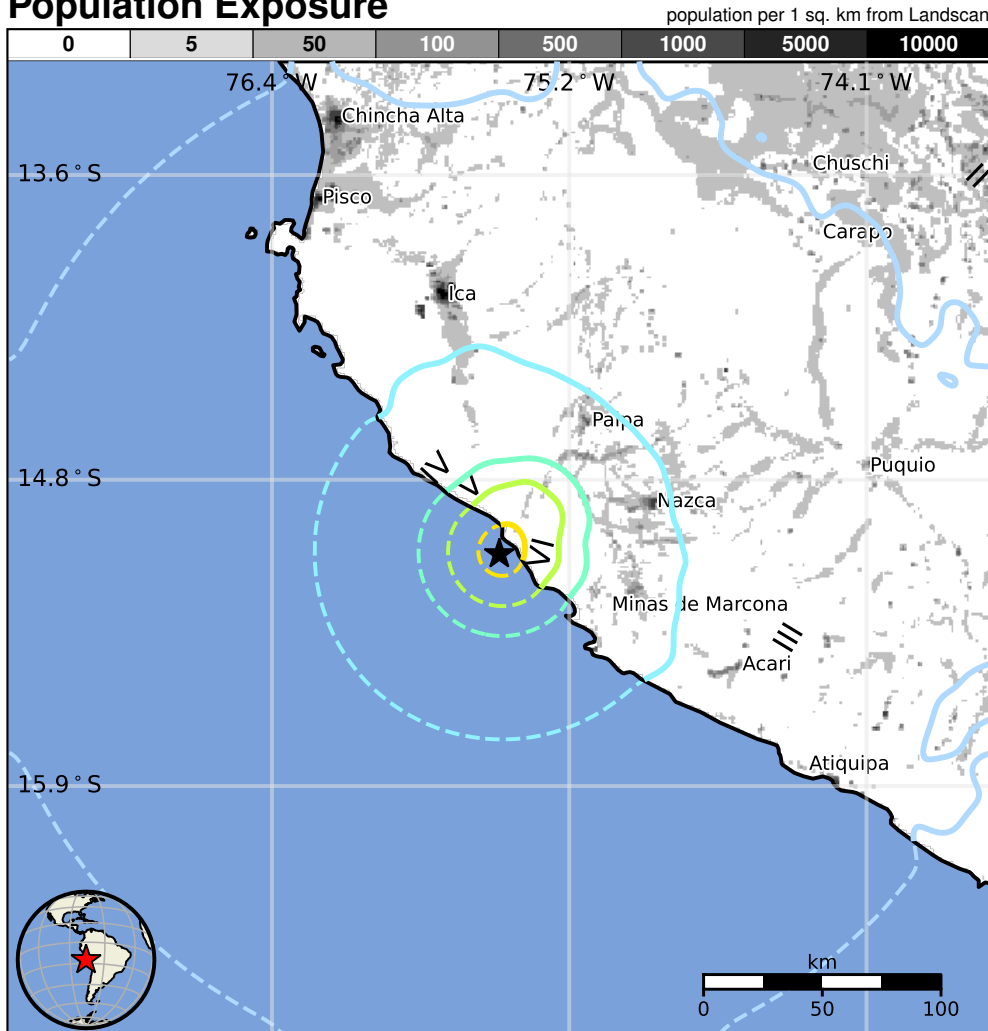 Population Exposure
population per 1 sq. km from Landscan
0 5 50 100 500 1000 5000 10000
76.4°W 75.2°W 74.1°W
Chincha Alta
Chuschi
13.6°S
Pisco
Carapo
Ica
Palpa
IV
Puquio
14.8°S
V
Nazca
VI
Minas de Marcona
III
Acari
Atiquipa
15.9°S
km
0 50 100